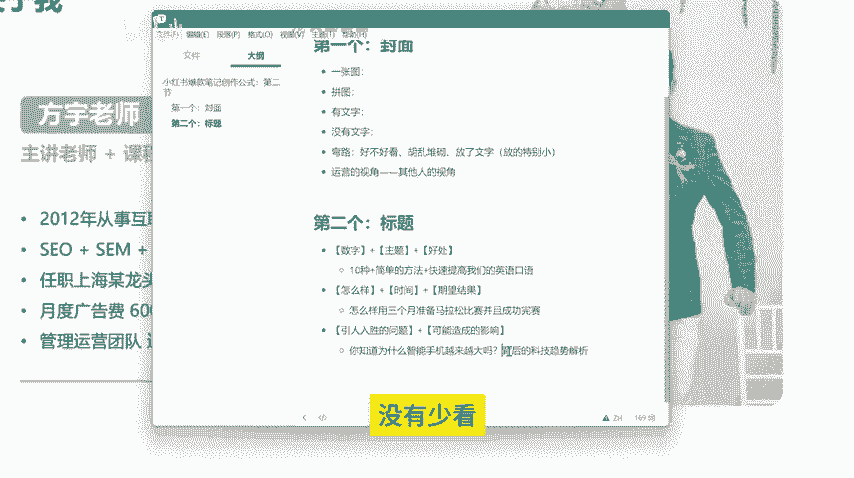 方宇老师
主讲老师 + 课程
2012年从事互联
SEO + SEM +
任职上海某龙头
月度广告费 600
管理运营团队
编辑(E) 段落(P) 格式(O) 视图(V) 主题(T) 帮助(H)
文件 大纲
小红书爆款笔记创作公式：第二节
第一个：封面
第二个：标题
第一个：封面
一张图：
拼图：
有文字：
没有文字：
弯路：好不好看、胡乱堆砌、放了文字（放的特别小）
运营的视角——其他人的视角
第二个：标题
【数字】+【主题】+【好处】
10种+简单的方法+快速提高我们的英语口语
【怎么样】+【时间】+【期望结果】
怎么样用三个月准备马拉松比赛并且成功完赛
【引人入胜的问题】+【可能造成的影响】
你知道为什么智能手机越来越大吗？背后的科技趋势解析
ZH 169 词
没有少看